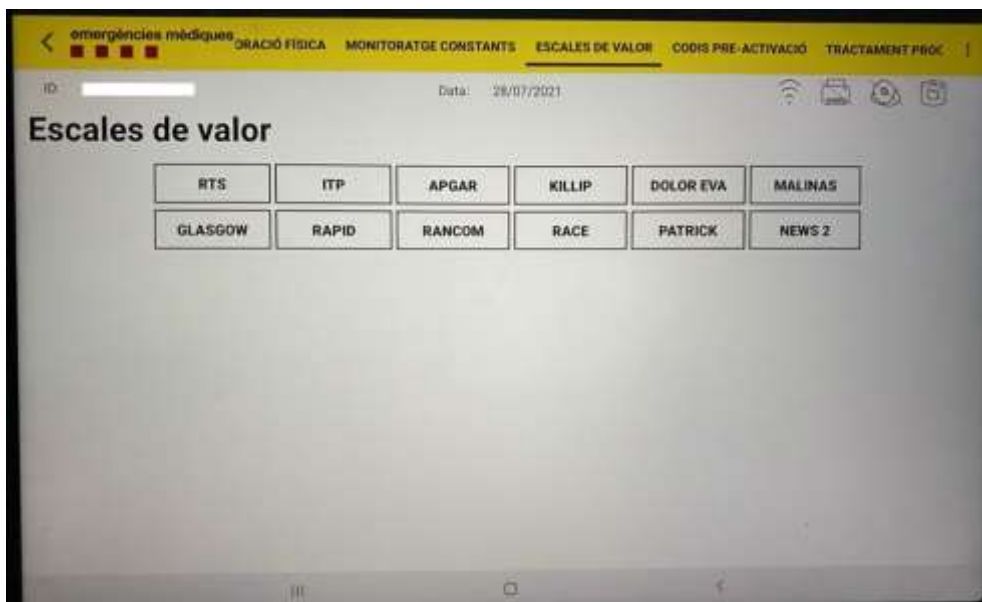 emergències mèdiques
ORACIÓ FÍSICA MONITORATGE CONSTANTS ESCALES DE VALOR CODIS PRE-ACTIVACIÓ TRACTAMENT PROC
ID: Data: 28/07/2021
Escales de valor
RTS ITP APGAR KILLIP DOLOR EVA MALINAS
GLASGOW RAPID RANCOM RACE PATRICK NEWS 2